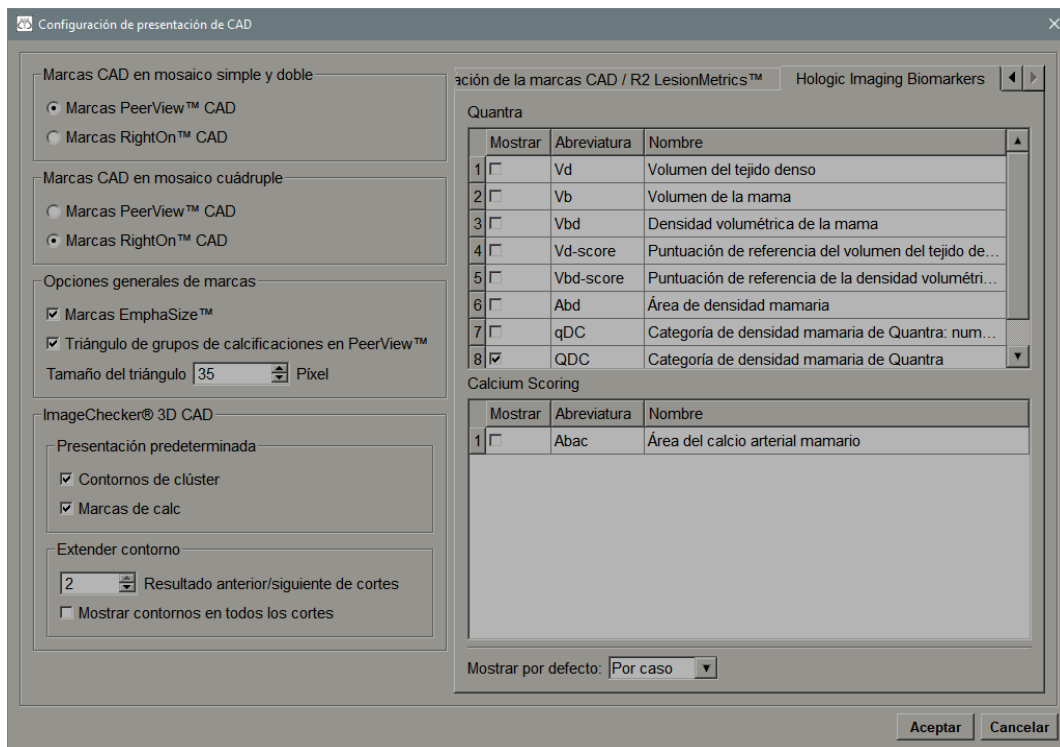 Configuración de presentación de CAD
Marcas CAD en mosaico simple y doble
Marcas PeerView™ CAD
Marcas RightOn™ CAD
Marcas CAD en mosaico cuádruple
Marcas PeerView™ CAD
Marcas RightOn™ CAD
Opciones generales de marcas
Marcas EmphaSize™
Triángulo de grupos de calcificaciones en PeerView™
Tamaño del triángulo 35 Píxel
ImageChecker® 3D CAD
Presentación predeterminada
Contornos de clúster
Marcas de calc
Extender contorno
2 Resultado anterior/siguiente de cortes
Mostrar contornos en todos los cortes
ación de la marcas CAD / R2 LesionMetrics™ Hologic Imaging Biomarkers
Quantra
Mostrar Abreviatura Nombre
1 Vd Volumen del tejido denso
2 Vb Volumen de la mama
3 Vbd Densidad volumétrica de la mama
4 Vd-score Puntuación de referencia del volumen del tejido de...
5 Vbd-score Puntuación de referencia de la densidad volumétri...
6 Abd Área de densidad mamaria
7 qDC Categoría de densidad mamaria de Quantra: num...
8 QDC Categoría de densidad mamaria de Quantra
Calcium Scoring
Mostrar Abreviatura Nombre
1 Abac Área del calcio arterial mamario
Mostrar por defecto: Por caso
Aceptar Cancelar